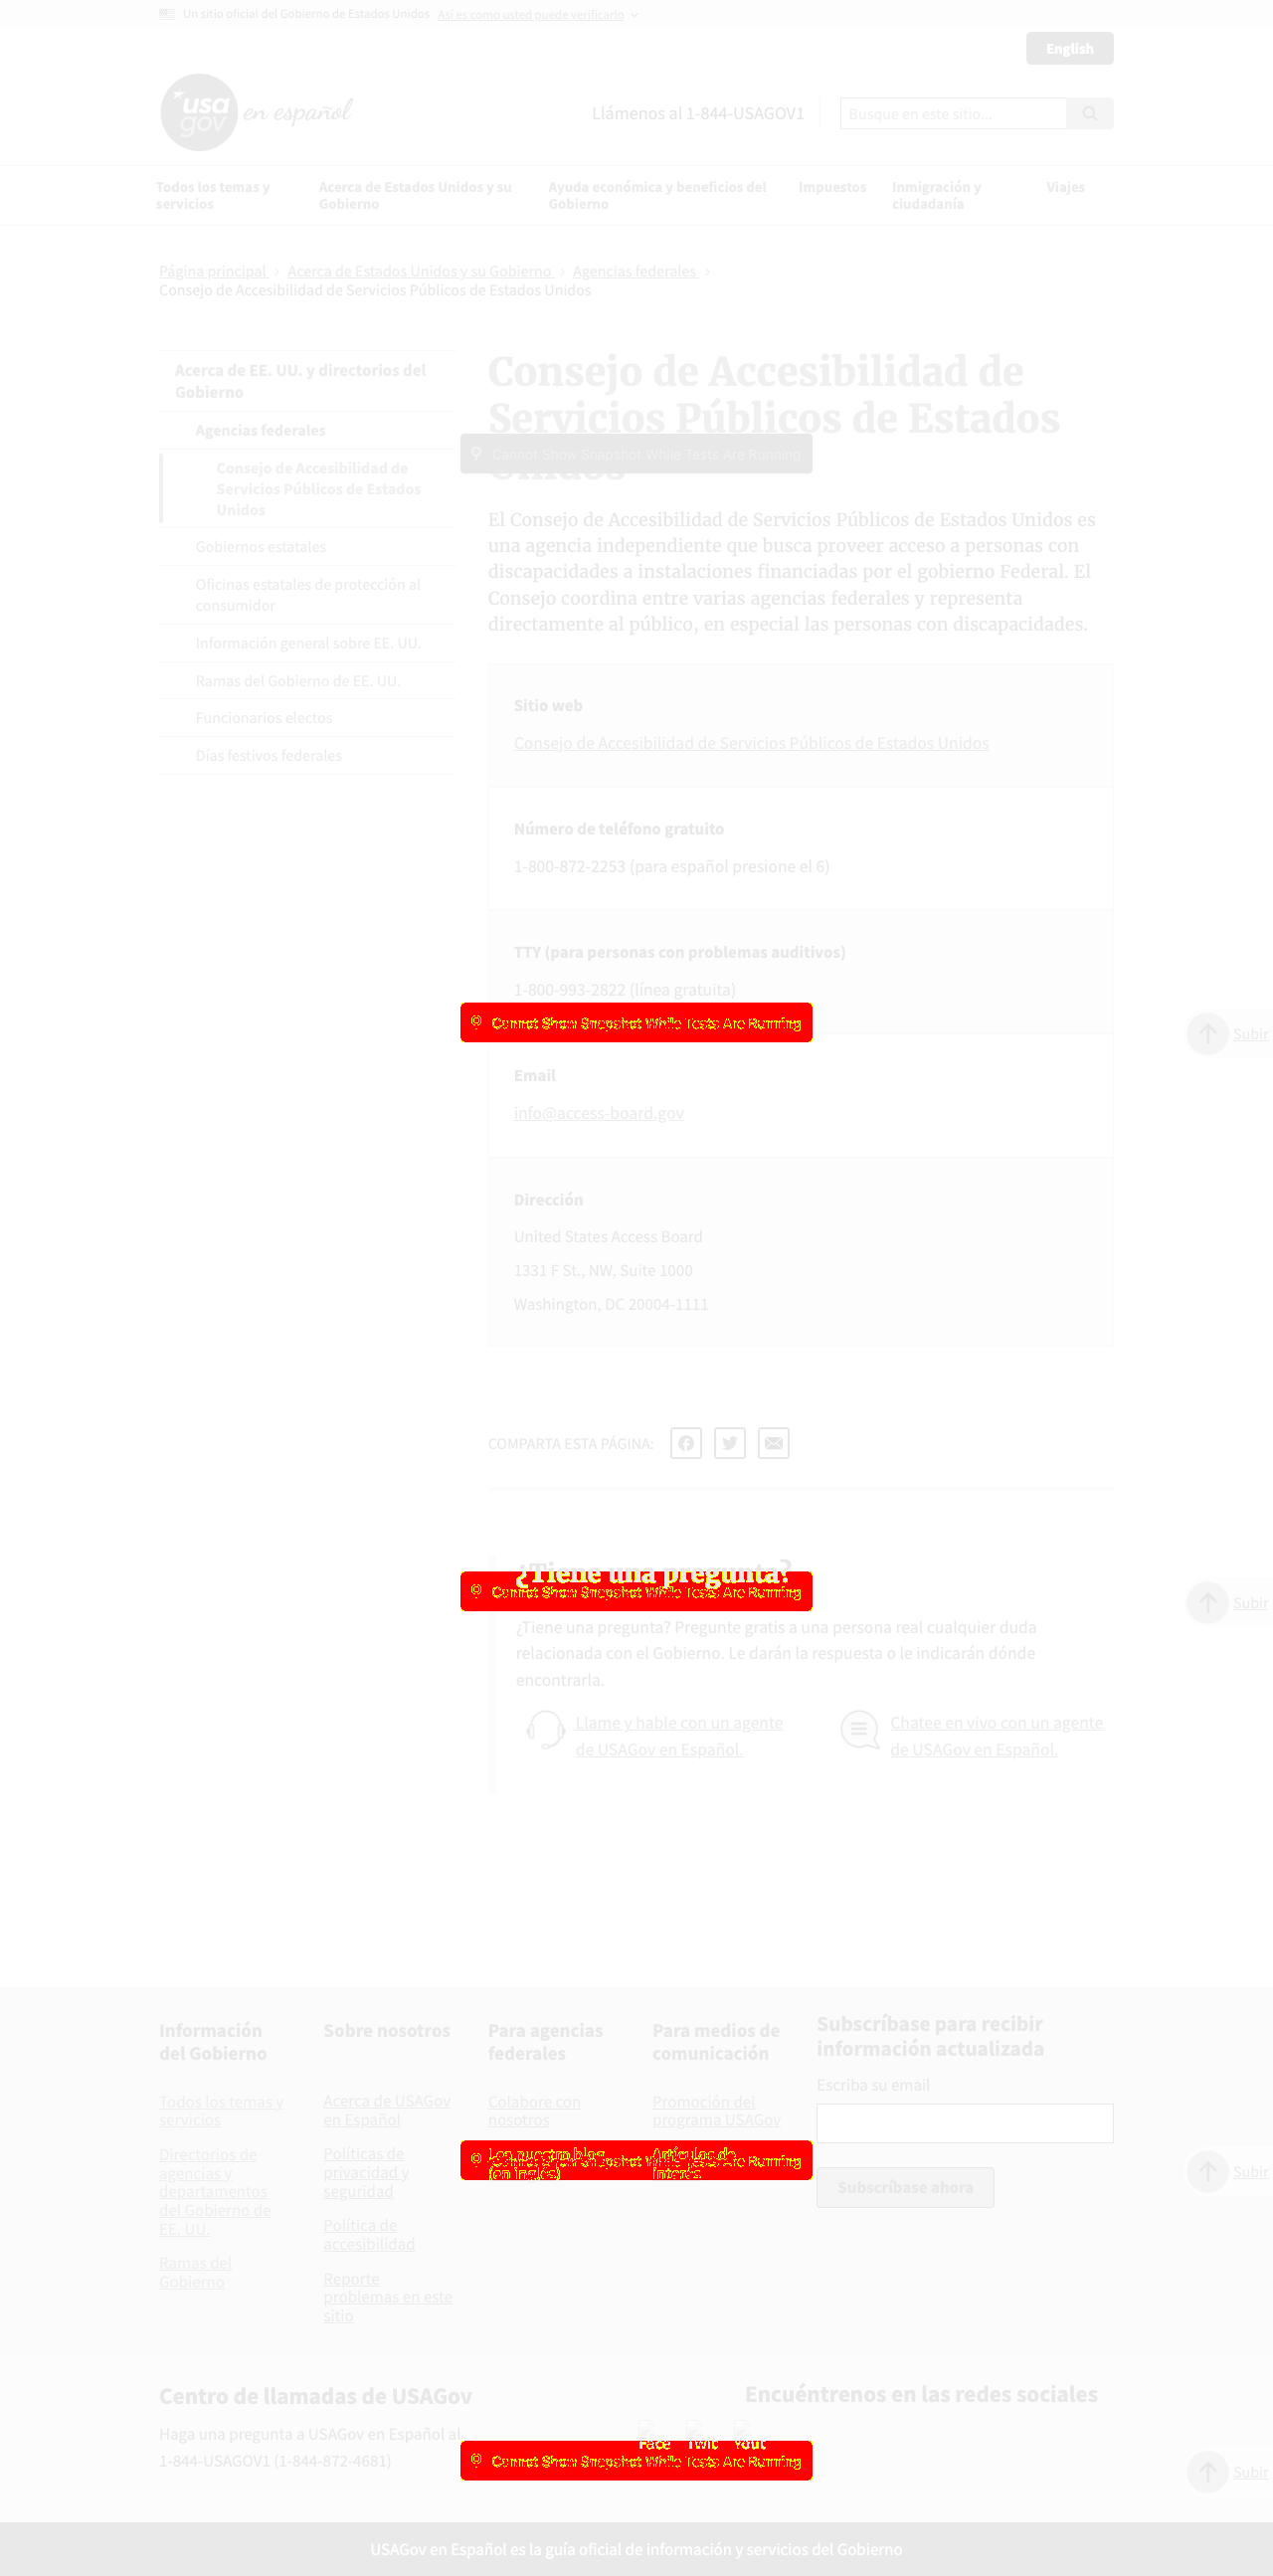 Un sitio oficial del Gobierno de Estados Unidos Así es como usted puede verificarlo
English
usa gov en español
Llámenos al 1-844-USAGOV1
Busque en este sitio...
Todos los temas y servicios
Acerca de Estados Unidos y su Gobierno
Ayuda económica y beneficios del Gobierno
Impuestos
Inmigración y ciudadanía
Viajes
Página principal › Acerca de Estados Unidos y su Gobierno › Agencias federales ›
Consejo de Accesibilidad de Servicios Públicos de Estados Unidos
Acerca de EE. UU. y directorios del
Gobierno
Agencias federales
Consejo de Accesibilidad de
Servicios Públicos de Estados
Unidos
Gobiernos estatales
Oficinas estatales de protección al
consumidor
Información general sobre EE. UU.
Ramas del Gobierno de EE. UU.
Funcionarios electos
Días festivos federales
Consejo de Accesibilidad de
Servicios Públicos de Estados
Unidos
Cannot Show Snapshot While Tests Are Running
El Consejo de Accesibilidad de Servicios Públicos de Estados Unidos es
una agencia independiente que busca proveer acceso a personas con
discapacidades a instalaciones financiadas por el gobierno Federal. El
Consejo coordina entre varias agencias federales y representa
directamente al público, en especial las personas con discapacidades.
Sitio web
Consejo de Accesibilidad de Servicios Públicos de Estados Unidos
Número de teléfono gratuito
1-800-872-2253 (para español presione el 6)
TTY (para personas con problemas auditivos)
1-800-993-2822 (línea gratuita)
Cannot Show Snapshot While Tests Are Running
Subir
Email
info@access-board.gov
Dirección
United States Access Board
1331 F St., NW, Suite 1000
Washington, DC 20004-1111
COMPARTA ESTA PÁGINA:
¿Tiene una pregunta?
Cannot Show Snapshot While Tests Are Running
Subir
¿Tiene una pregunta? Pregunte gratis a una persona real cualquier duda
relacionada con el Gobierno. Le darán la respuesta o le indicarán dónde
encontrarla.
Llame y hable con un agente
de USAGov en Español.
Chatee en vivo con un agente
de USAGov en Español.
Información
del Gobierno
Todos los temas y
servicios
Directorios de
agencias y
departamentos
del Gobierno de
EE. UU.
Ramas del
Gobierno
Sobre nosotros
Acerca de USAGov
en Español
Políticas de
privacidad y
seguridad
Política de
accesibilidad
Reporte
problemas en este
sitio
Para agencias
federales
Colabore con
nosotros
(en inglés)
Para medios de
comunicación
Promoción del
programa USAGov
Artículos de
interés
Snapshot While Tests Are Running
Subscríbase para recibir
información actualizada
Escriba su email
Subscríbase ahora
Subir
Centro de llamadas de USAGov
Haga una pregunta a USAGov en Español al
1-844-USAGOV1 (1-844-872-4681)
Encuéntrenos en las redes sociales
Face Twit Yout
Cannot Show Snapshot While Tests Are Running
Subir
USAGov en Español es la guía oficial de información y servicios del Gobierno